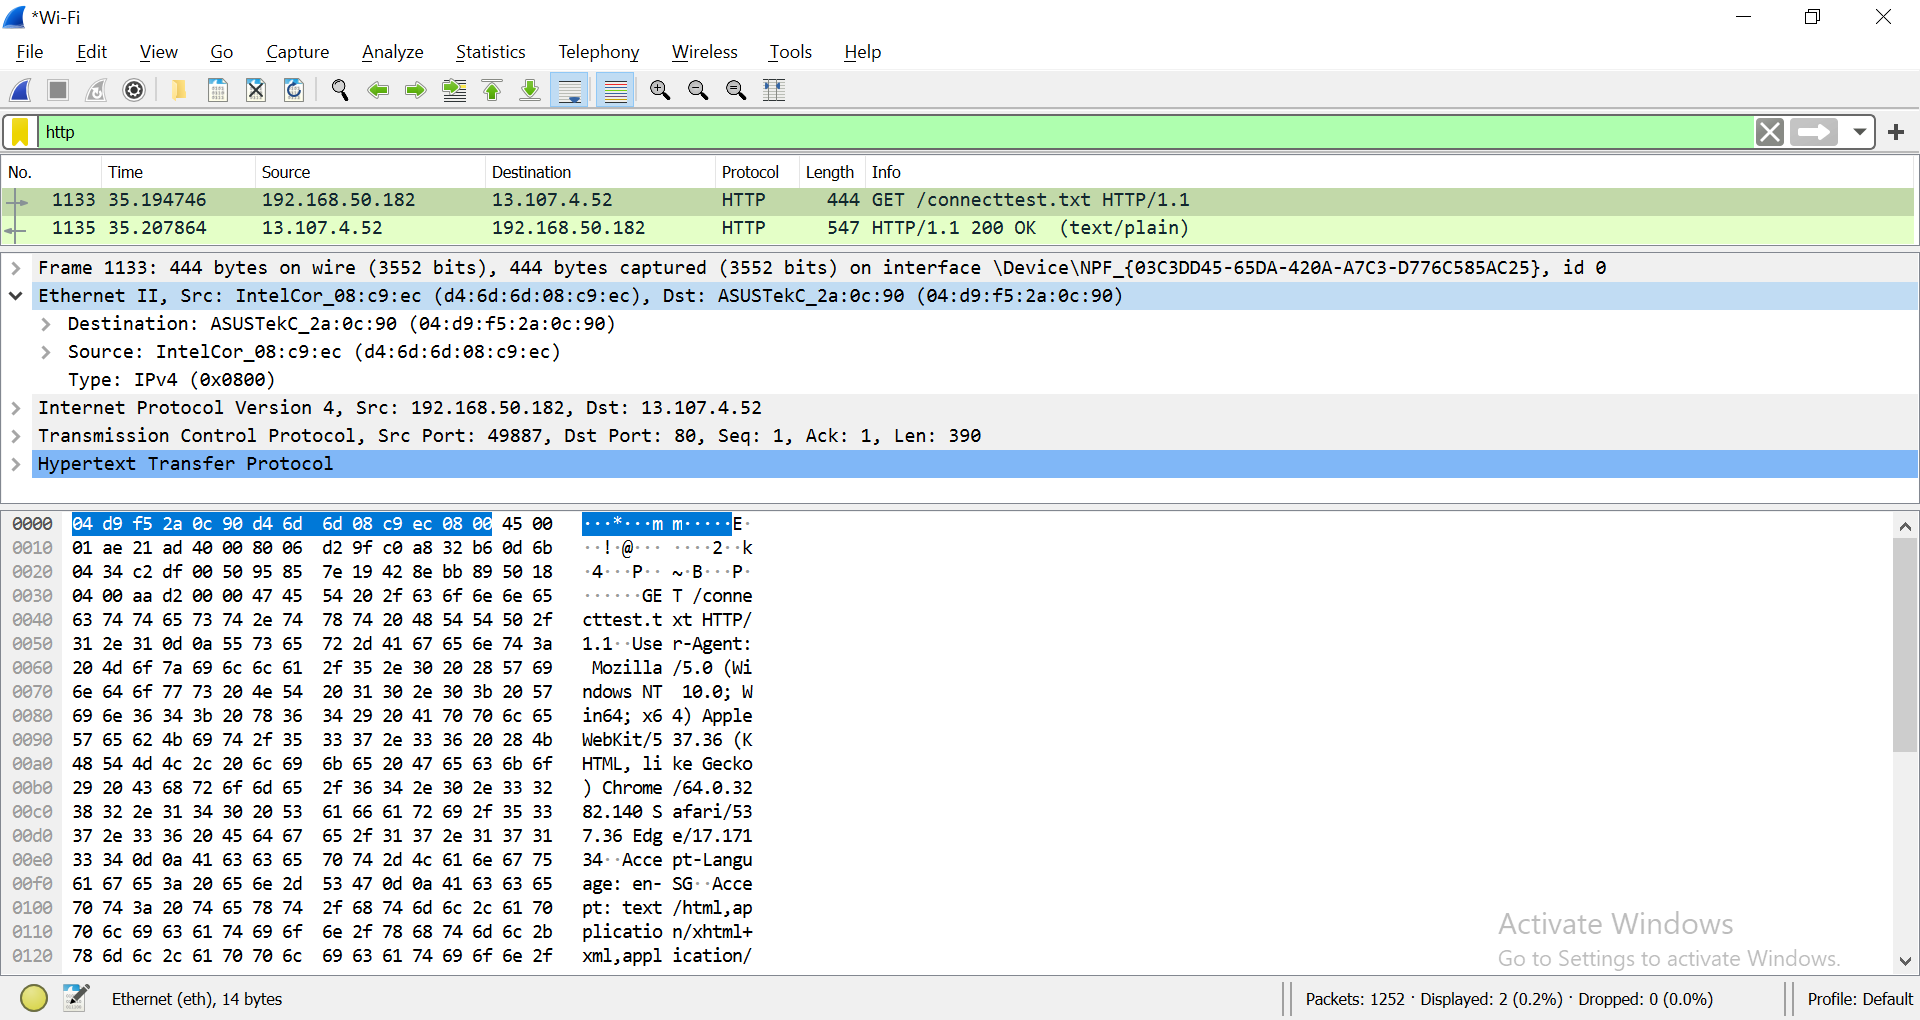 *Wi-Fi
File Edit View Go Capture Analyze Statistics Telephony Wireless Tools Help
http
No. Time Source Destination Protocol Length Info
1133 35.194746 192.168.50.182 13.107.4.52 HTTP 444 GET /connecttest.txt HTTP/1.1
1135 35.207864 13.107.4.52 192.168.50.182 HTTP 547 HTTP/1.1 200 OK (text/plain)
Frame 1133: 444 bytes on wire (3552 bits), 444 bytes captured (3552 bits) on interface \Device\NPF_{03C3DD45-65DA-420A-A7C3-D776C585AC25}, id 0
Ethernet II, Src: IntelCor_08:c9:ec (d4:6d:6d:08:c9:ec), Dst: ASUSTekC_2a:0c:90 (04:d9:f5:2a:0c:90)
Destination: ASUSTekC_2a:0c:90 (04:d9:f5:2a:0c:90)
Source: IntelCor_08:c9:ec (d4:6d:6d:08:c9:ec)
Type: IPv4 (0x0800)
Internet Protocol Version 4, Src: 192.168.50.182, Dst: 13.107.4.52
Transmission Control Protocol, Src Port: 49887, Dst Port: 80, Seq: 1, Ack: 1, Len: 390
Hypertext Transfer Protocol
0000 04 d9 f5 2a 0c 90 d4 6d 6d 08 c9 ec 08 00 45 00 ···*···m m·····E·
0010 01 ae 21 ad 40 00 80 06 d2 9f c0 a8 32 b6 0d 6b ··!·@··· ····2··k
0020 04 34 c2 df 00 50 95 85 7e 19 42 8e bb 89 50 18 ·4···P·· ~·B···P·
0030 04 00 aa d2 00 00 47 45 54 20 2f 63 6f 6e 6e 65 ······GE T /conne
0040 63 74 74 65 73 74 2e 74 78 74 20 48 54 54 50 2f cttest.t xt HTTP/
0050 31 2e 31 0d 0a 55 73 65 72 2d 41 67 65 6e 74 3a 1.1··Use r-Agent:
0060 20 4d 6f 7a 69 6c 6c 61 2f 35 2e 30 20 28 57 69 Mozilla /5.0 (Wi
0070 6e 64 6f 77 73 20 4e 54 20 31 30 2e 30 3b 20 57 ndows NT 10.0; W
0080 69 6e 36 34 3b 20 78 36 34 29 20 41 70 70 6c 65 in64; x6 4) Apple
0090 57 65 62 4b 69 74 2f 35 33 37 2e 33 36 20 28 4b WebKit/5 37.36 (K
00a0 48 54 4d 4c 2c 20 6c 69 6b 65 20 47 65 63 6b 6f HTML, li ke Gecko
00b0 29 20 43 68 72 6f 6d 65 2f 36 34 2e 30 2e 33 32 ) Chrome /64.0.32
00c0 38 32 2e 31 34 30 20 53 61 66 61 72 69 2f 35 33 82.140 S afari/53
00d0 37 2e 33 36 20 45 64 67 65 2f 31 37 2e 31 37 31 7.36 Edg e/17.171
00e0 33 34 0d 0a 41 63 63 65 70 74 2d 4c 61 6e 67 75 34··Acce pt-Langu
00f0 61 67 65 3a 20 65 6e 2d 53 47 0d 0a 41 63 63 65 age: en- SG··Acce
0100 70 74 3a 20 74 65 78 74 2f 68 74 6d 6c 2c 61 70 pt: text /html,ap
0110 70 6c 69 63 61 74 69 6f 6e 2f 78 68 74 6d 6c 2b plicatio n/xhtml+
0120 78 6d 6c 2c 61 70 70 6c 69 63 61 74 69 6f 6e 2f xml,appl ication/
Activate Windows
Go to Settings to activate Windows.
Ethernet (eth), 14 bytes
Packets: 1252 · Displayed: 2 (0.2%) · Dropped: 0 (0.0%)
Profile: Default